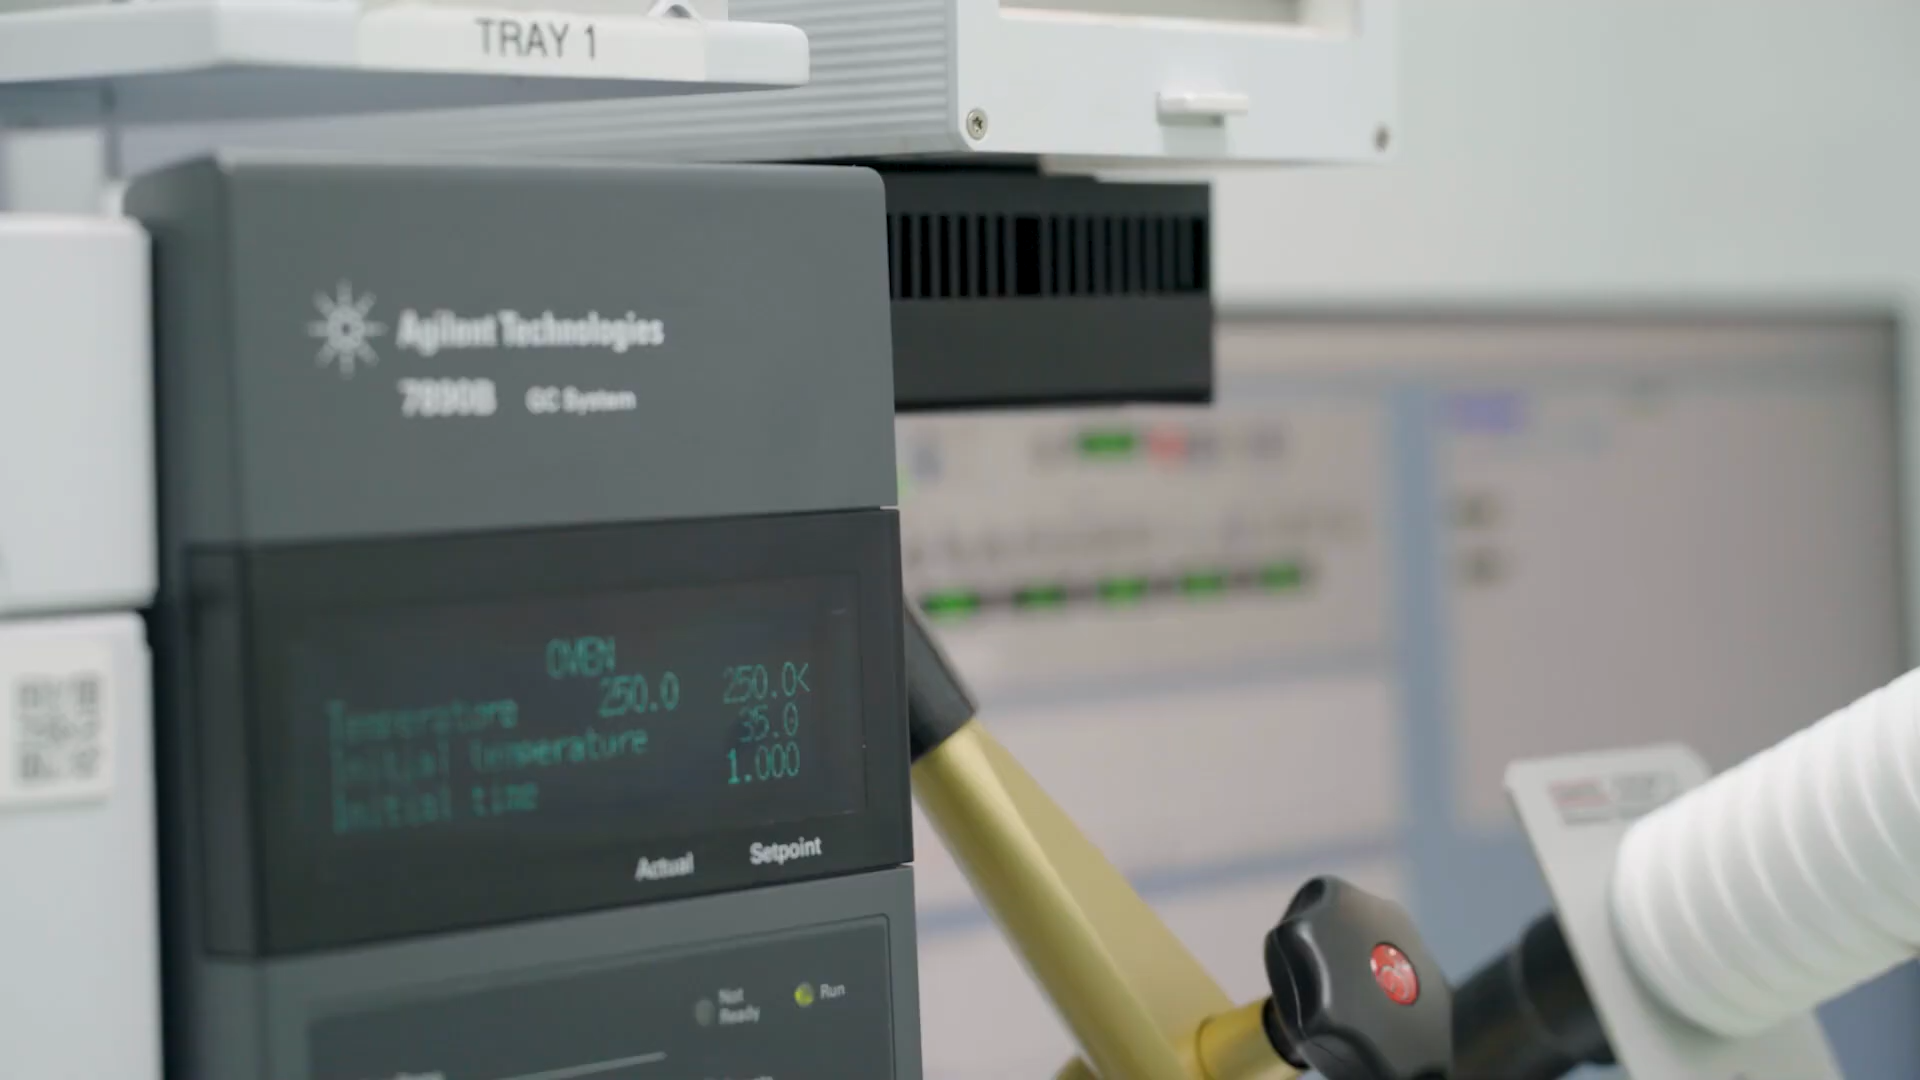 TRAY 1
Agilent Technologies
7890B GC System
OVEN
Temperature 250.0 250.0<
Initial temperature 35.0
Initial time 1.000
Actual Setpoint
Not Ready
Run